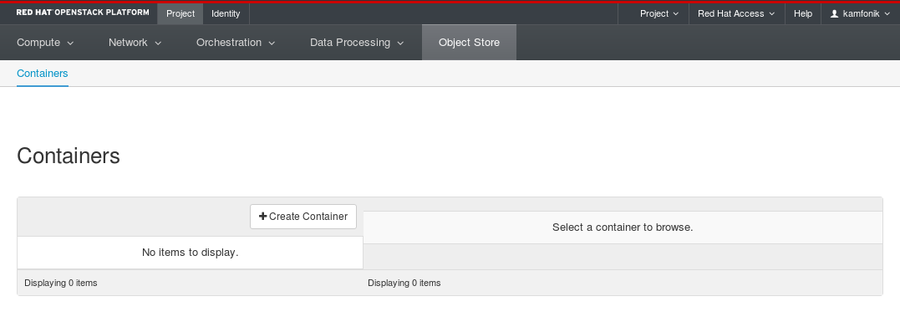 RED HAT OPENSTACK PLATFORM Project Identity Project Red Hat Access Help kamfonik
Compute Network Orchestration Data Processing Object Store
Containers
Containers
Create Container
Select a container to browse.
No items to display.
Displaying 0 items Displaying 0 items